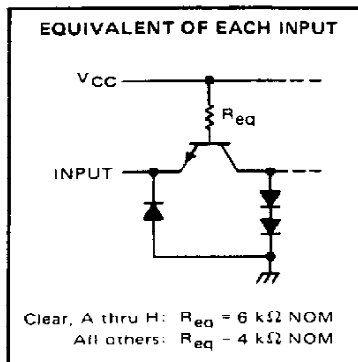 EQUIVALENT OF EACH INPUT
VCC
Req
INPUT
Clear, A thru H: Req = 6 kΩ NOM
All others: Req = 4 kΩ NOM